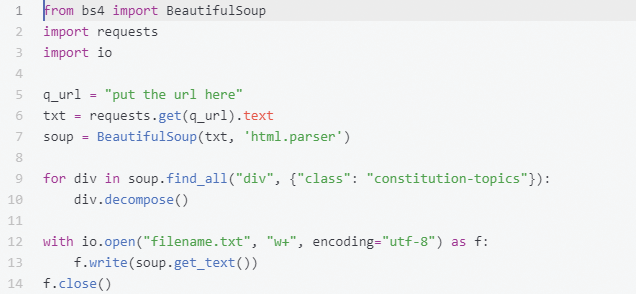 1 from bs4 import BeautifulSoup
2 import requests
3 import io
4
5 q_url = "put the url here"
6 txt = requests.get(q_url).text
7 soup = BeautifulSoup(txt, 'html.parser')
8
9 for div in soup.find_all("div", {"class": "constitution-topics"}):
10     div.decompose()
11
12 with io.open("filename.txt", "w+", encoding="utf-8") as f:
13     f.write(soup.get_text())
14 f.close()